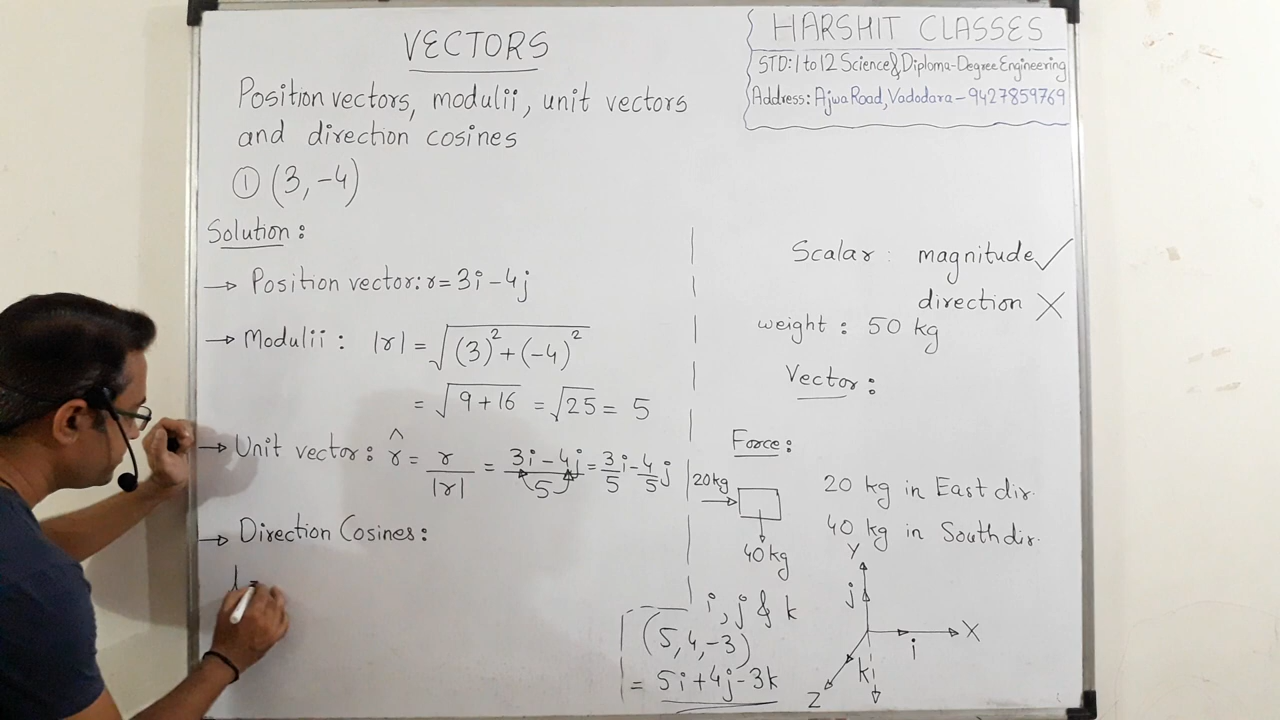 VECTORS
HARSHIT CLASSES
STD: 1 to 12 Science & Diploma-Degree Engineering
Address: Ajwa Road, Vadodara - 9427859769
Position vectors, modulii, unit vectors
and direction cosines
① (3, -4)
Solution:
→ Position vector: r = 3i - 4j
→ Modulii: |r| = √((3)² + (-4)²)
= √(9 + 16) = √25 = 5
→ Unit vector: r̂ = r/|r| = (3i - 4j)/5 = 3/5 i - 4/5 j
→ Direction Cosines:
l =
Scalar: magnitude ✓
direction ✗
weight: 50 kg
Vector:
Force:
20 kg
40 kg
20 kg in East dir.
40 kg in South dir.
i, j & k
(5, 4, -3)
= 5i + 4j - 3k
Y
j
X
i
k
Z